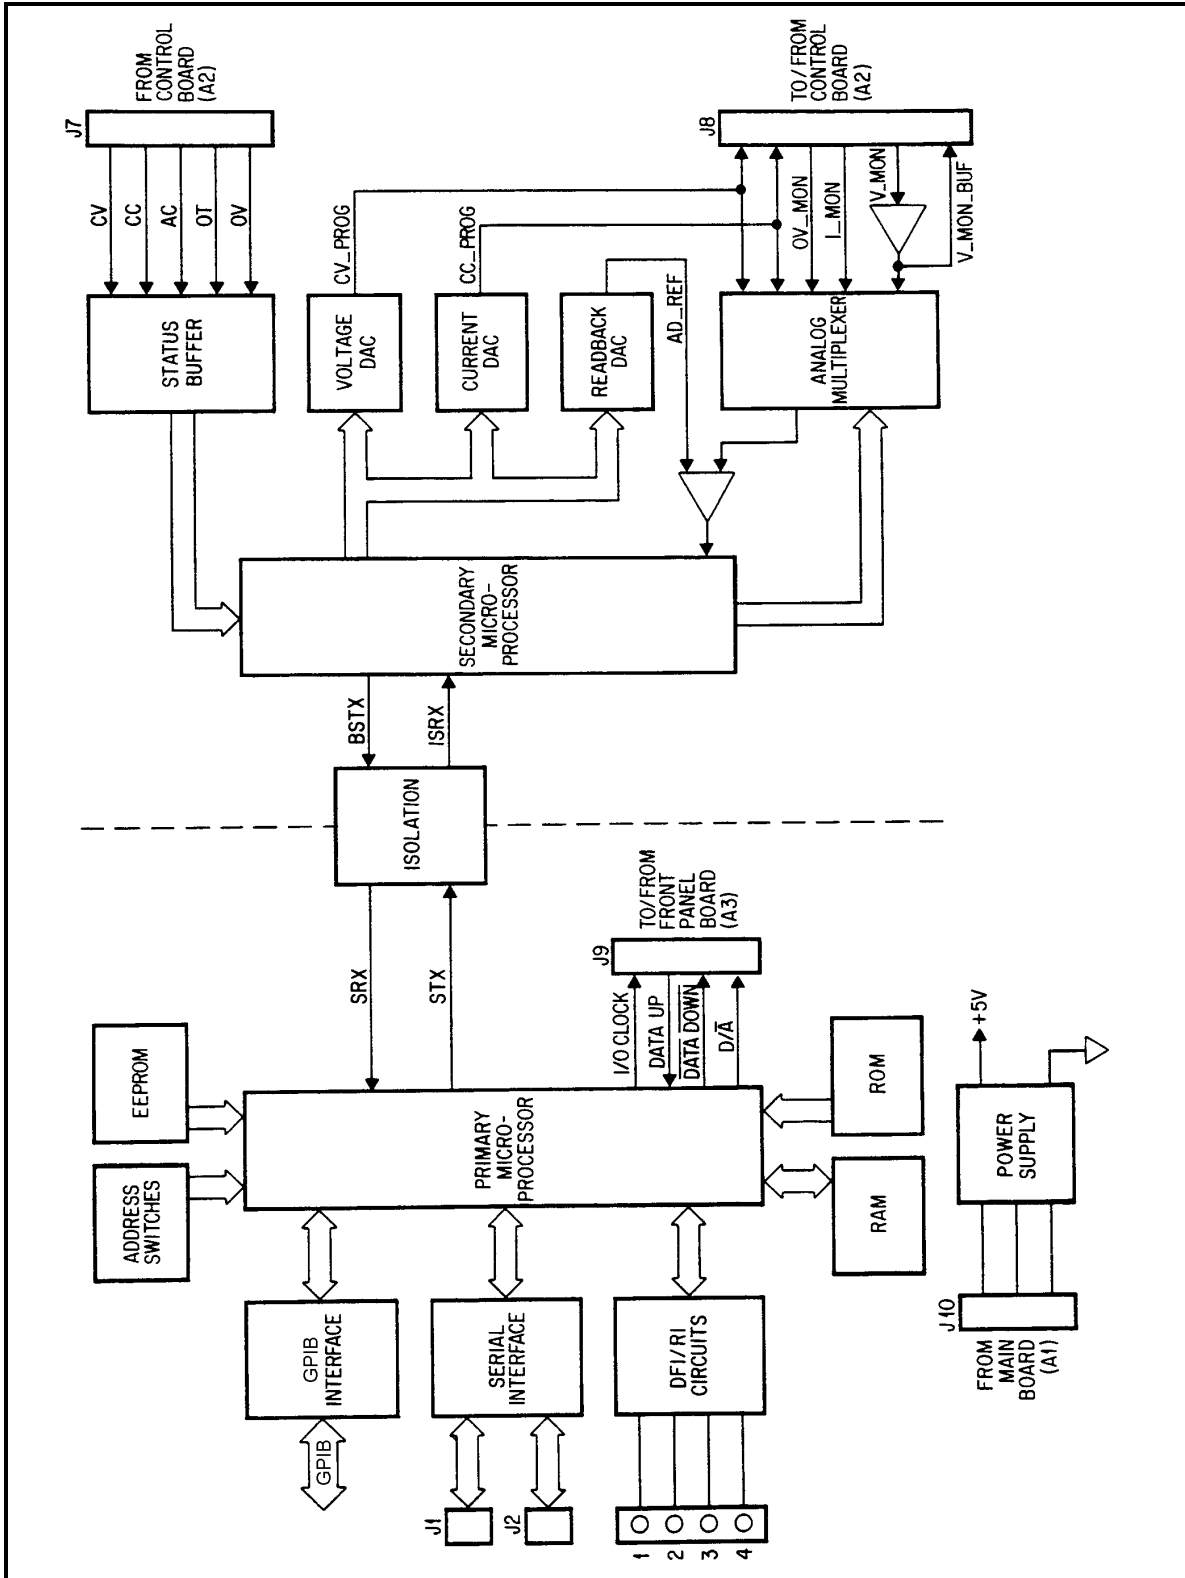 GPIB
GPIB
INTERFACE
ADDRESS
SWITCHES
EEPROM
J1
J2
SERIAL
INTERFACE
1
2
3
4
DFI/RI
CIRCUITS
PRIMARY
MICRO-
PROCESSOR
RAM
ROM
SRX
STX
I/O CLOCK
DATA UP
DATA DOWN
D/A
J9
TO/FROM
FRONT
PANEL
BOARD
(A3)
FROM
MAIN
BOARD
(A1)
J10
POWER
SUPPLY
+5V
ISOLATION
BSTX
ISRX
SECONDARY
MICRO-
PROCESSOR
STATUS
BUFFER
CV
CC
AC
OT
OV
J7
FROM
CONTROL
BOARD
(A2)
VOLTAGE
DAC
CV_PROG
CURRENT
DAC
CC_PROG
READBACK
DAC
AD_REF
ANALOG
MULTIPLEXER
OV_MON
I_MON
V_MON
V_MON_BUF
J8
TO/FROM
CONTROL
BOARD
(A2)